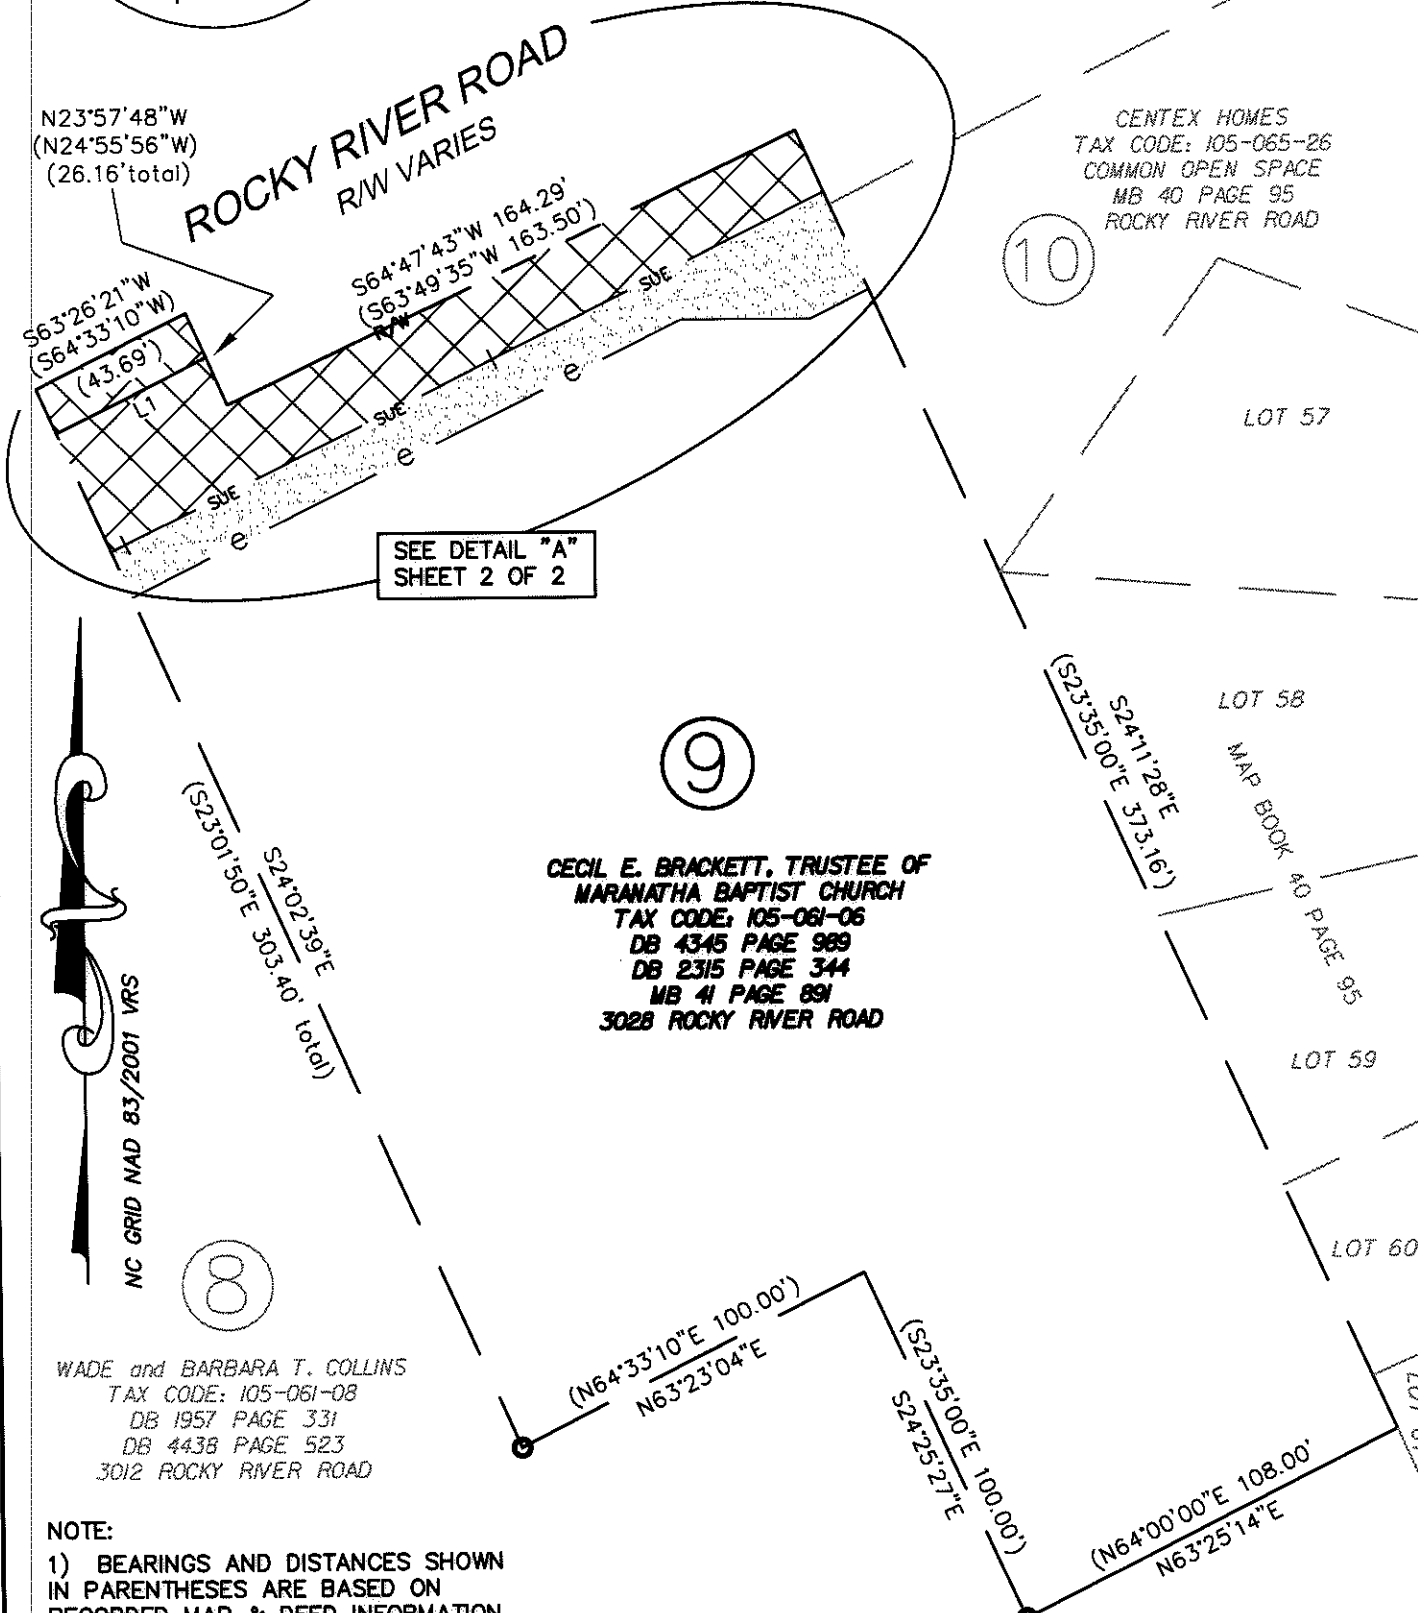 ROCKY RIVER ROAD
R/W VARIES
N23°57'48"W
(N24°55'56"W)
(26.16'total)
CENTEX HOMES
TAX CODE: 105-065-26
COMMON OPEN SPACE
MB 40 PAGE 95
ROCKY RIVER ROAD
10
S64°47'43"W 164.29'
(S63°49'35"W 163.50')
R/W
S63°26'21"W
(S64°33'10"W)
(43.69')
L1
SUE
SUE
SUE
e
e
e
LOT 57
SEE DETAIL "A"
SHEET 2 OF 2
S24°11'28"E
(S23°35'00"E 373.16')
LOT 58
MAP BOOK 40 PAGE 95
9
CECIL E. BRACKETT, TRUSTEE OF
MARANATHA BAPTIST CHURCH
TAX CODE: 105-061-06
DB 4345 PAGE 989
DB 2315 PAGE 344
MB 41 PAGE 891
3028 ROCKY RIVER ROAD
S24°02'39"E
(S23°01'50"E 303.40' total)
NC GRID NAD 83/2001 VRS
LOT 59
LOT 60
8
WADE and BARBARA T. COLLINS
TAX CODE: 105-061-08
DB 1957 PAGE 331
DB 4438 PAGE 523
3012 ROCKY RIVER ROAD
(N64°33'10"E 100.00')
N63°23'04"E
(S23°35'00"E 100.00')
S24°25'27"E
(N64°00'00"E 108.00'
N63°25'14"E
LOT
NOTE:
1) BEARINGS AND DISTANCES SHOWN
IN PARENTHESES ARE BASED ON
RECORDED MAP & DEED INFORMATION